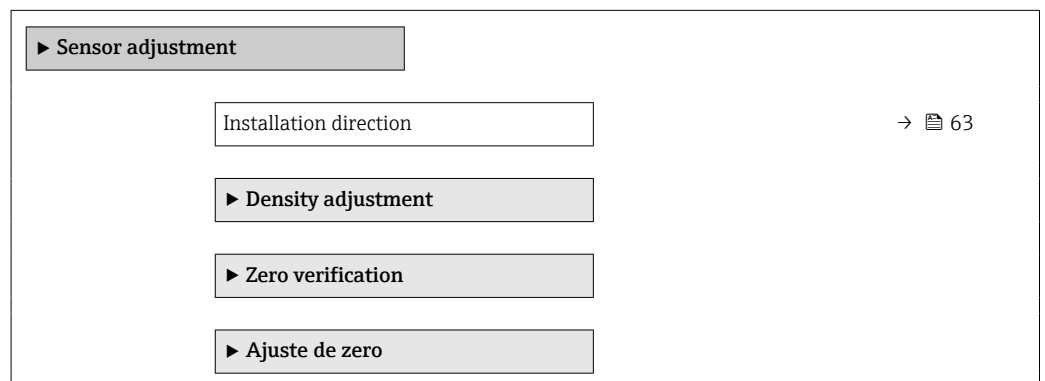 ▶ Sensor adjustment
Installation direction → 63
▶ Density adjustment
▶ Zero verification
▶ Ajuste de zero